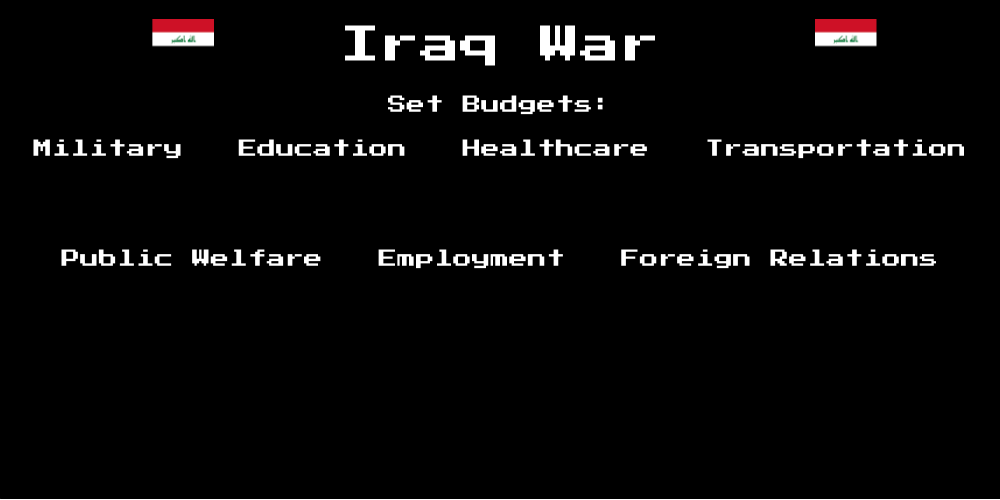 Iraq War
Set Budgets:
Military Education Healthcare Transportation
Public Welfare Employment Foreign Relations